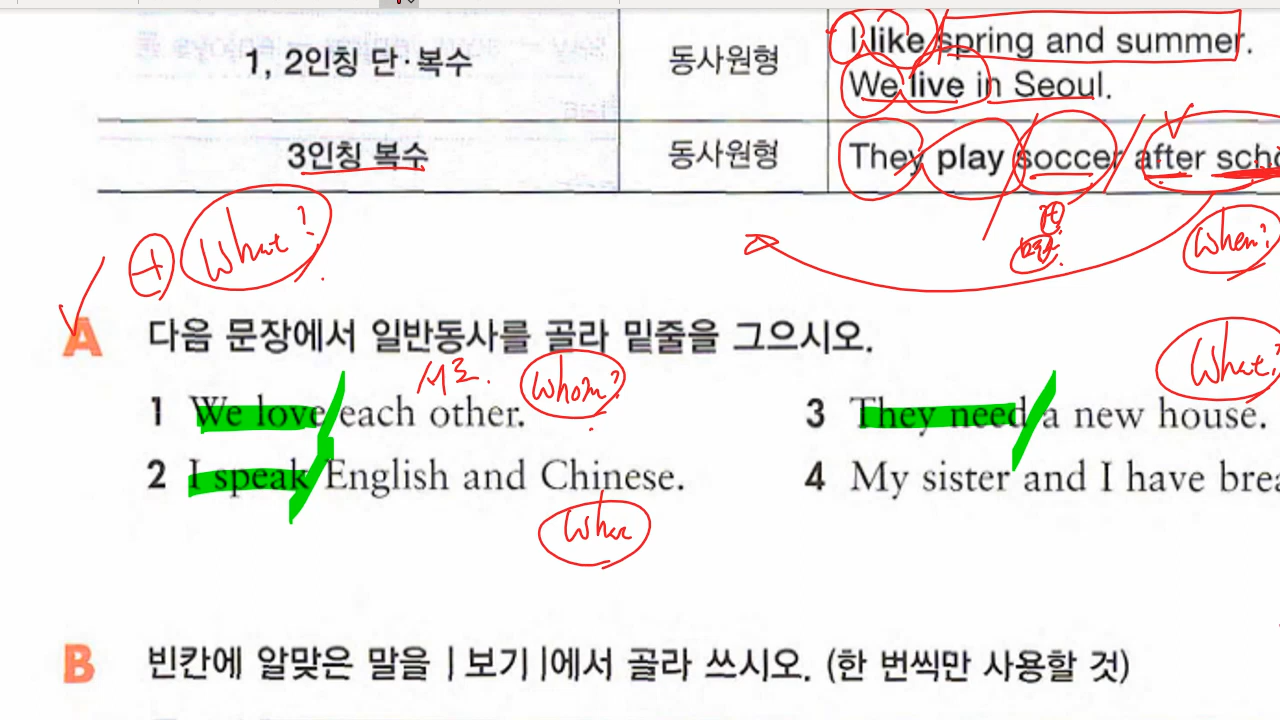 1, 2인칭 단·복수 동사원형 I like spring and summer.
We live in Seoul.
3인칭 복수 동사원형 They play soccer after scho
What?
When?
A 다음 문장에서 일반동사를 골라 밑줄을 그으시오.
What?
서로. Whom?
1 We love each other.
3 They need a new house.
2 I speak English and Chinese.
4 My sister and I have brea
What
B 빈칸에 알맞은 말을 |보기|에서 골라 쓰시오. (한 번씩만 사용할 것)